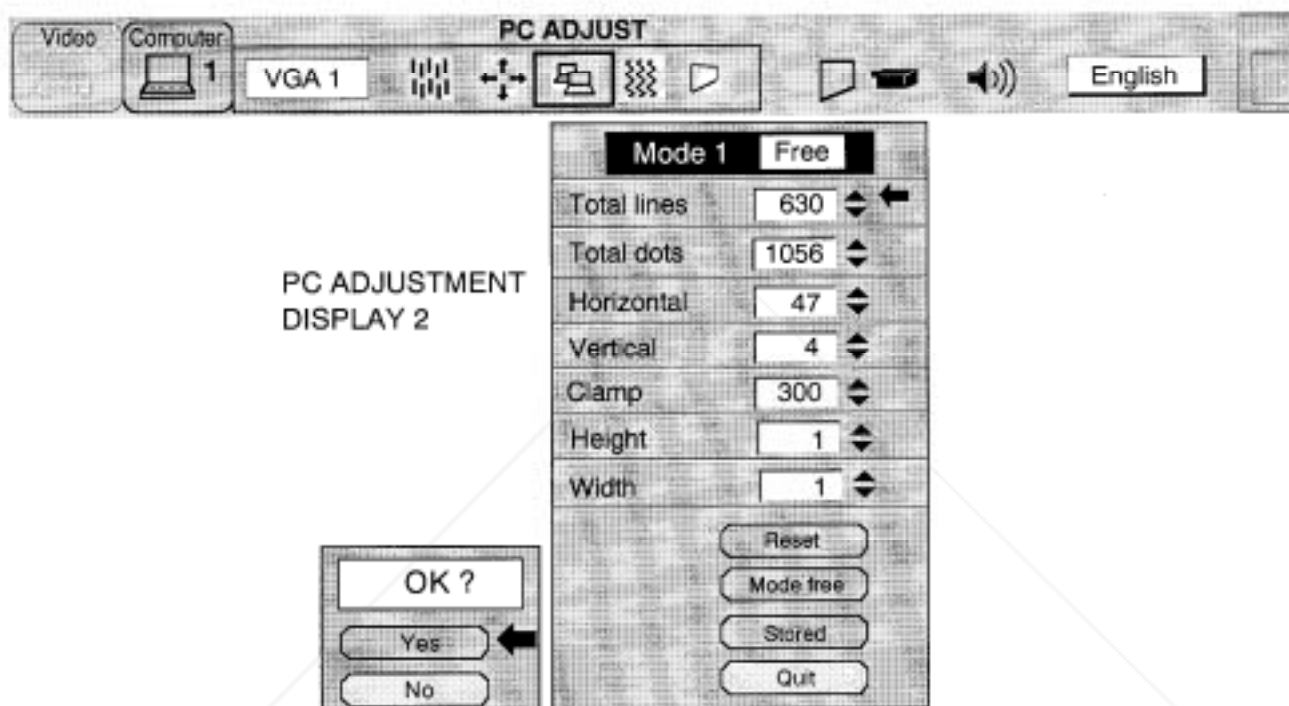 PC ADJUST
Video
Computer
1
VGA 1
English
Mode 1 Free
Total lines 630
Total dots 1056
Horizontal 47
Vertical 4
Clamp 300
Height 1
Width 1
Reset
Mode free
Stored
Quit
PC ADJUSTMENT
DISPLAY 2
OK ?
Yes
No